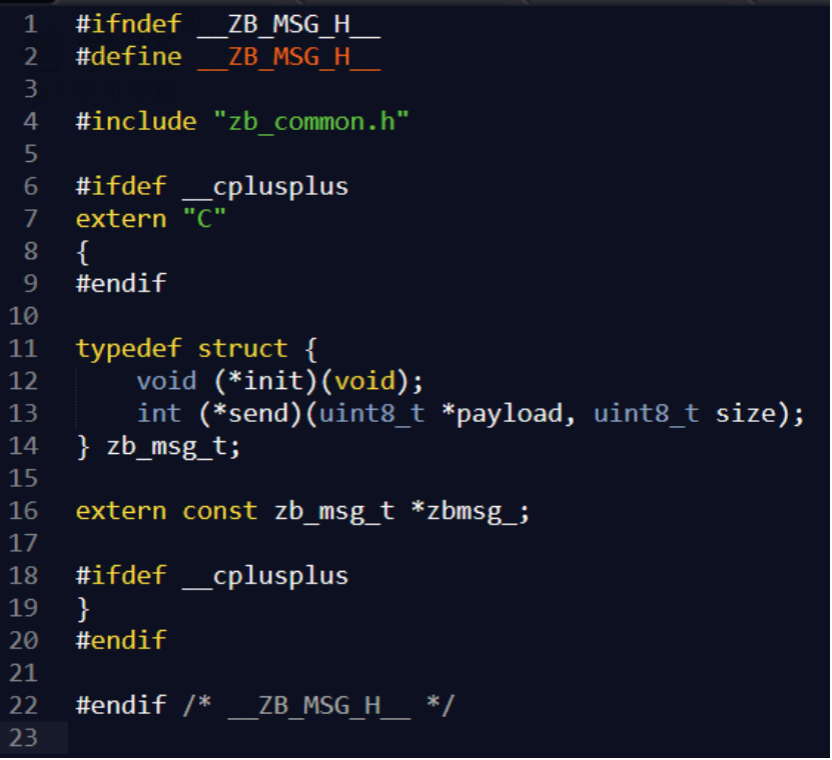 1 #ifndef __ZB_MSG_H__
2 #define __ZB_MSG_H__
3
4 #include "zb_common.h"
5
6 #ifdef __cplusplus
7 extern "C"
8 {
9 #endif
10
11 typedef struct {
12     void (*init)(void);
13     int (*send)(uint8_t *payload, uint8_t size);
14 } zb_msg_t;
15
16 extern const zb_msg_t *zbmsg_;
17
18 #ifdef __cplusplus
19 }
20 #endif
21
22 #endif /* __ZB_MSG_H__ */
23